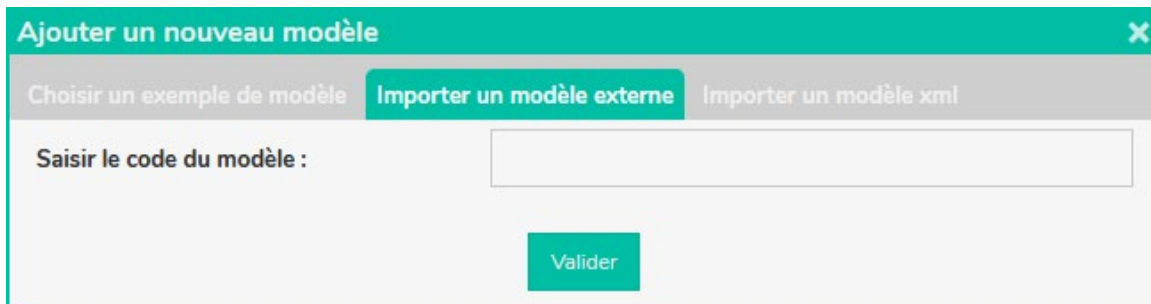 Ajouter un nouveau modèle
Choisir un exemple de modèle Importer un modèle externe Importer un modèle xml
Saisir le code du modèle :
Valider